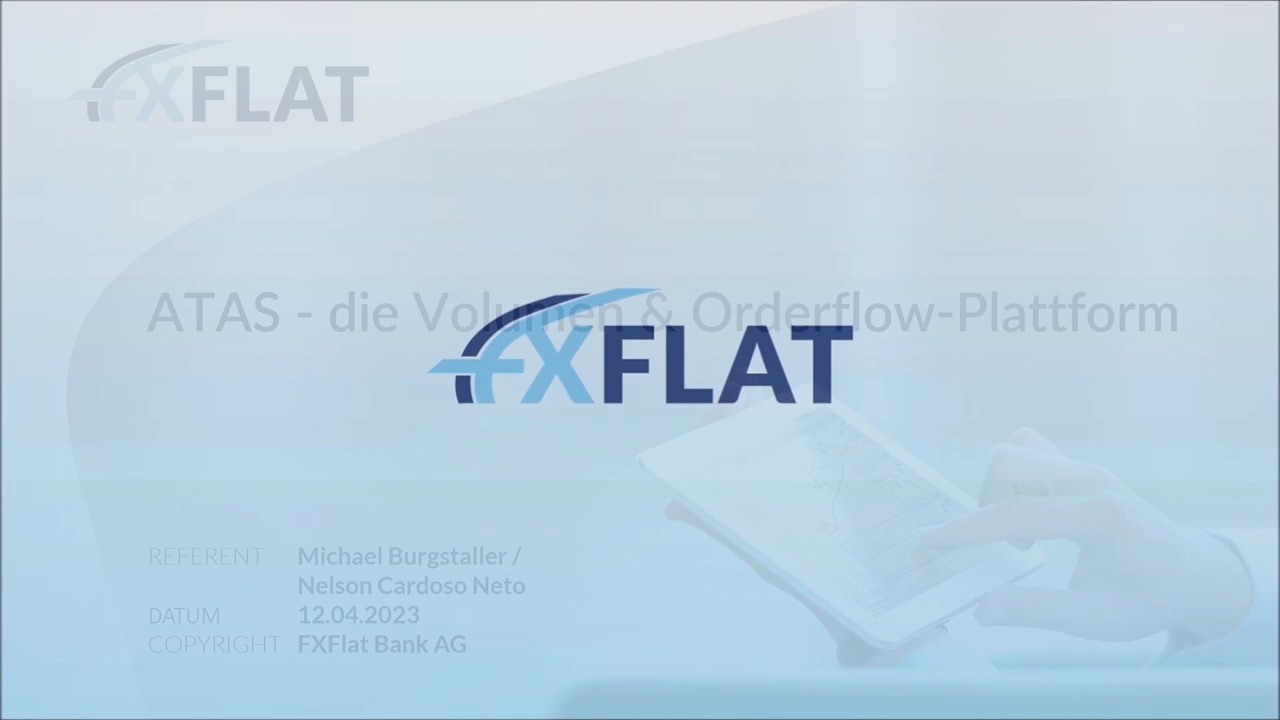 FXFLAT
ATAS - die Volumen & Orderflow-Plattform
FXFLAT
REFERENT Michael Burgstaller /
Nelson Cardoso Neto
DATUM 12.04.2023
COPYRIGHT FXFlat Bank AG